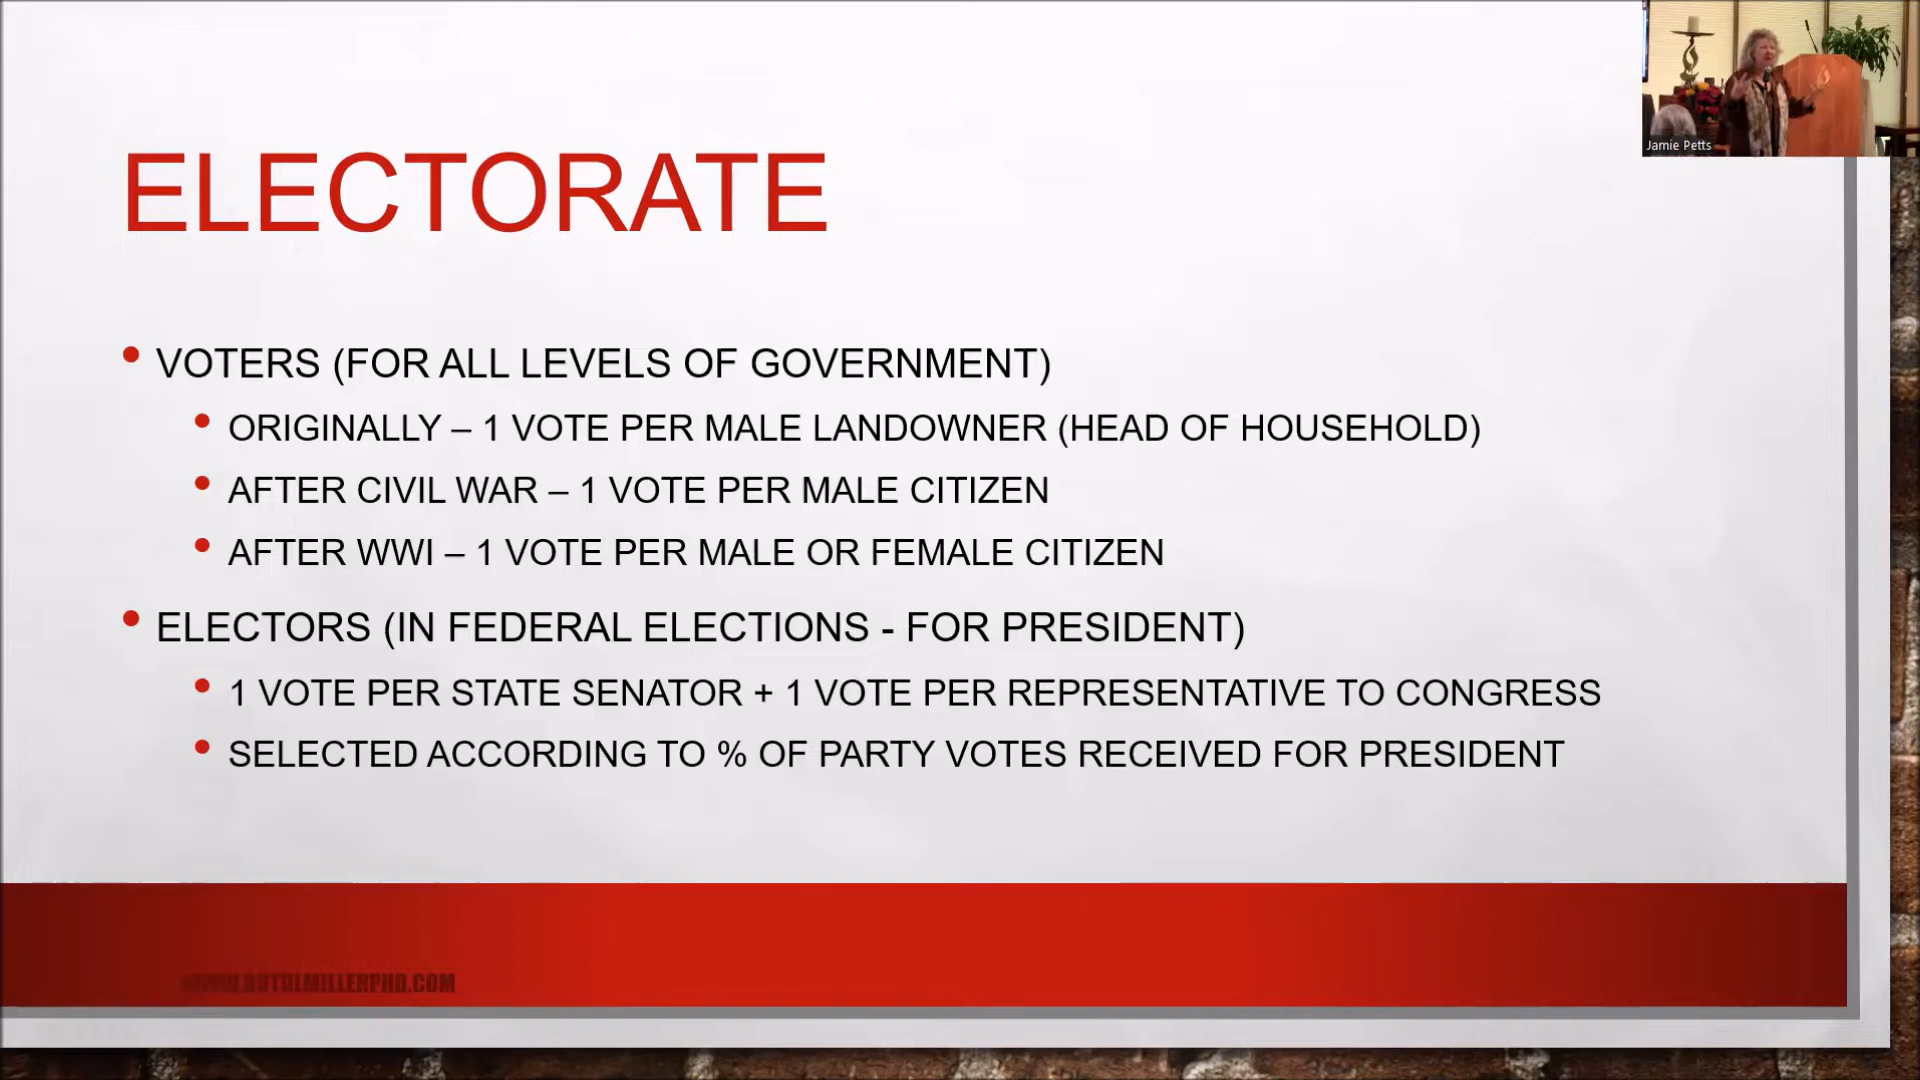 Jamie Petts
ELECTORATE
• VOTERS (FOR ALL LEVELS OF GOVERNMENT)
• ORIGINALLY – 1 VOTE PER MALE LANDOWNER (HEAD OF HOUSEHOLD)
• AFTER CIVIL WAR – 1 VOTE PER MALE CITIZEN
• AFTER WWI – 1 VOTE PER MALE OR FEMALE CITIZEN
• ELECTORS (IN FEDERAL ELECTIONS - FOR PRESIDENT)
• 1 VOTE PER STATE SENATOR + 1 VOTE PER REPRESENTATIVE TO CONGRESS
• SELECTED ACCORDING TO % OF PARTY VOTES RECEIVED FOR PRESIDENT